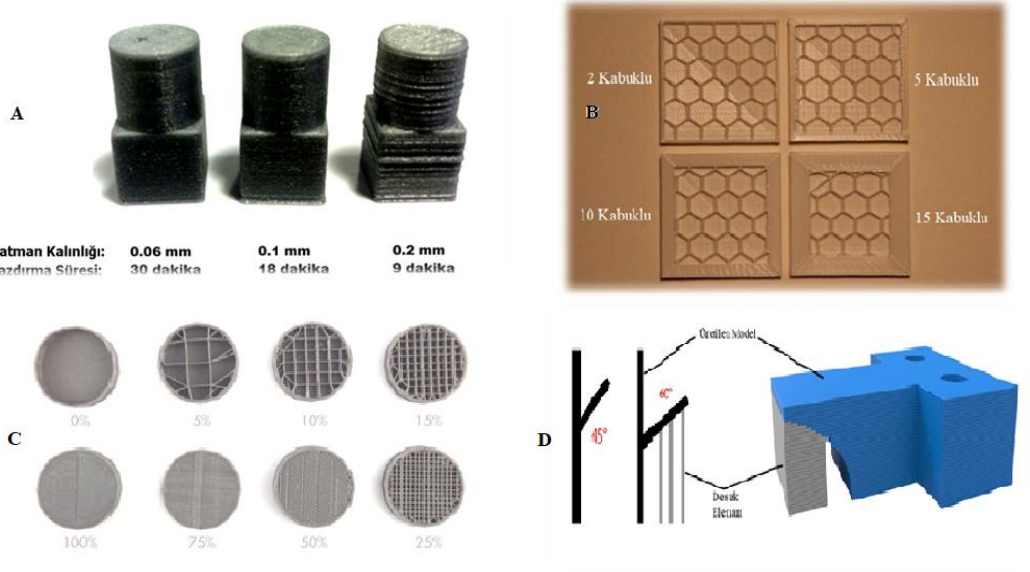 A
atman Kalınlığı: 0.06 mm 0.1 mm 0.2 mm
azdırma Süresi: 30 dakika 18 dakika 9 dakika
B
2 Kabuklu
5 Kabuklu
10 Kabuklu
15 Kabuklu
C
0% 5% 10% 15%
100% 75% 50% 25%
D
Üretilen Model
45°
60°
Destek
Elemanı